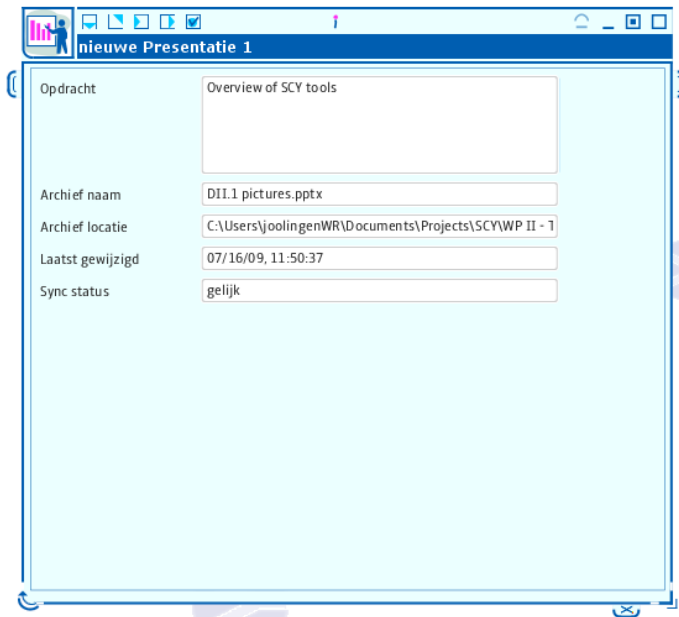 nieuwe Presentatie 1
Opdracht Overview of SCY tools
Archief naam DII.1 pictures.pptx
Archief locatie C:\Users\joolingenWR\Documents\Projects\SCY\WP II - T
Laatst gewijzigd 07/16/09, 11:50:37
Sync status gelijk